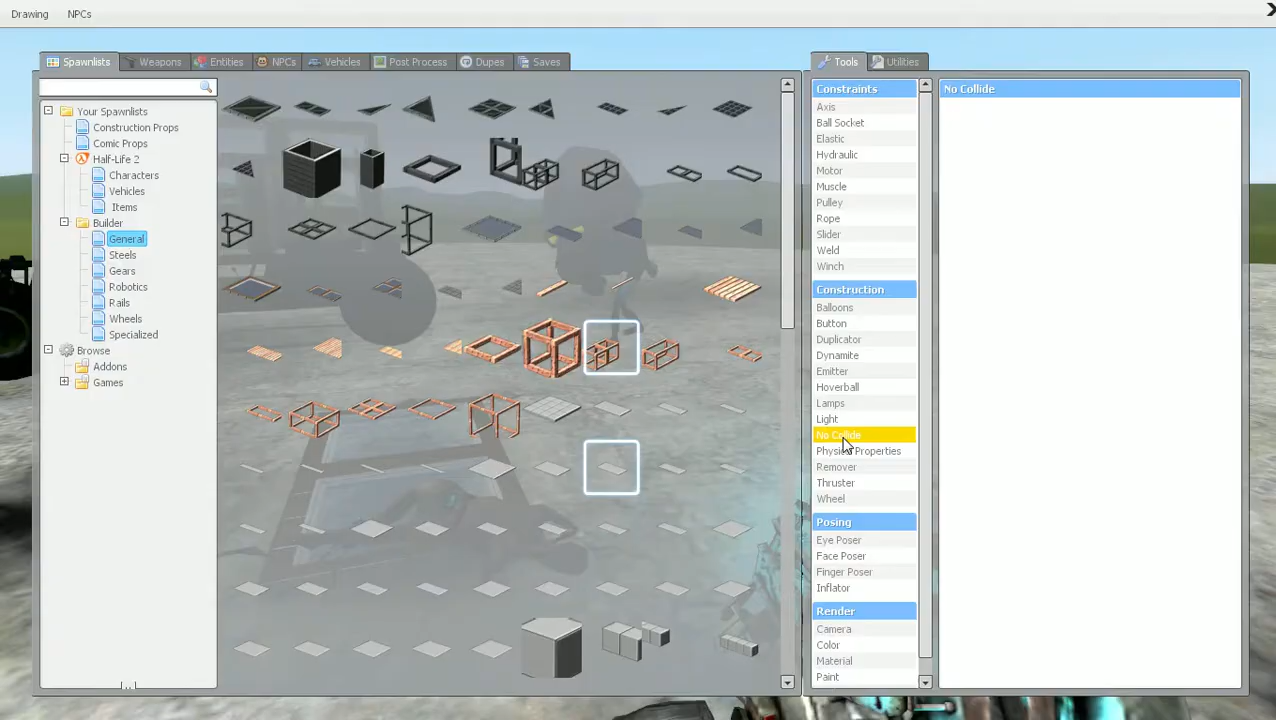 Drawing NPCs
Spawnlists Weapons Entities NPCs Vehicles Post Process Dupes Saves
Your Spawnlists
Construction Props
Comic Props
Half-Life 2
Characters
Vehicles
Items
Builder
General
Steels
Gears
Robotics
Rails
Wheels
Specialized
Browse
Addons
Games
Tools Utilities
Constraints
Axis
Ball Socket
Elastic
Hydraulic
Motor
Muscle
Pulley
Rope
Slider
Weld
Winch
Construction
Balloons
Button
Duplicator
Dynamite
Emitter
Hoverball
Lamps
Light
No Collide
Physical Properties
Remover
Thruster
Wheel
Posing
Eye Poser
Face Poser
Finger Poser
Inflator
Render
Camera
Color
Material
Paint
No Collide